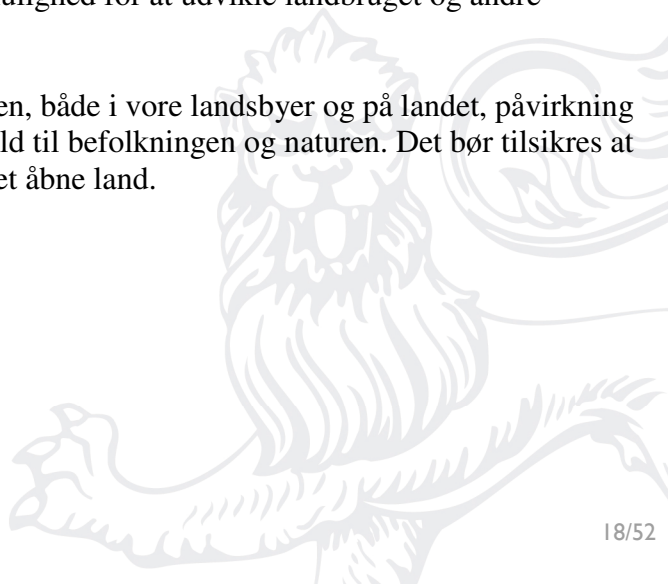 for at udvikle landbruget og andre
en, både i vore landsbyer og på landet, påvirkning
ld til befolkningen og naturen. Det bør tilsikres at
et åbne land.
18/52